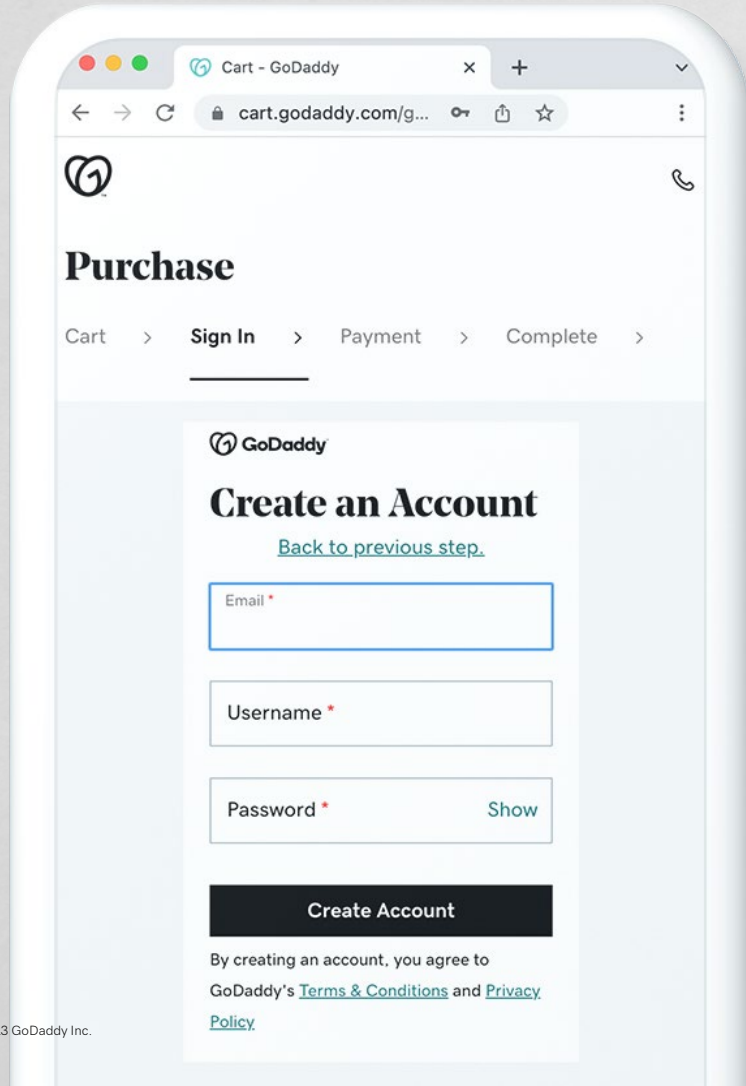 Cart - GoDaddy
cart.godaddy.com/g...
Purchase
Cart > Sign In > Payment > Complete >
GoDaddy
Create an Account
Back to previous step.
Email *
Username *
Password * Show
Create Account
By creating an account, you agree to
GoDaddy's Terms & Conditions and Privacy
Policy
3 GoDaddy Inc.